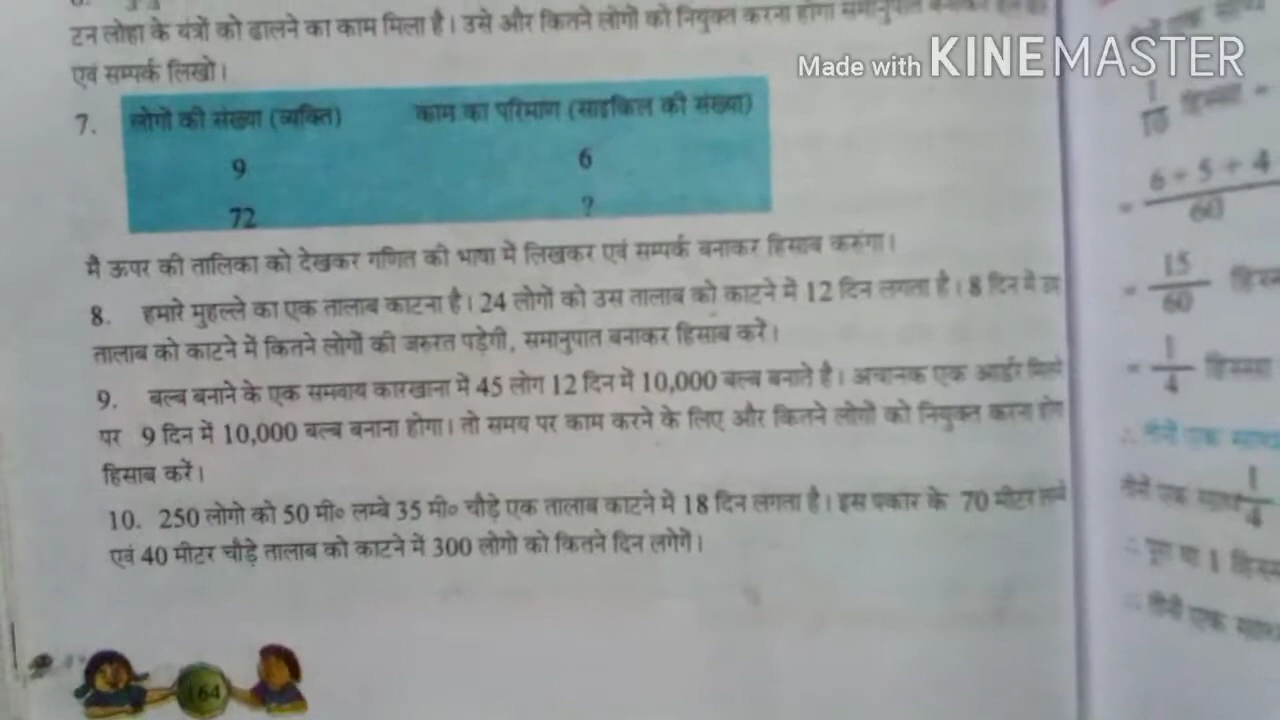 टन लोहा के यंत्रों को ढालने का काम मिला है। उसे और कितने लोगों को नियुक्त करना होगा समानुपात
एवं सम्पर्क लिखो।
Made with KINEMASTER
7. लोगों की संख्या (व्यक्ति) काम का परिमाण (साइकिल की संख्या)
9 6
72 ?
मै ऊपर की तालिका को देखकर गणित की भाषा में लिखकर एवं सम्पर्क बनाकर हिसाब करुंगा।
8. हमारे मुहल्ले का एक तालाब काटना है। 24 लोगों को उस तालाब को काटने में 12 दिन लगता है। 8 दिन में
तालाब को काटने में कितने लोगों की जरुरत पड़ेगी, समानुपात बनाकर हिसाब करें।
9. बल्ब बनाने के एक समवाय कारखाना में 45 लोग 12 दिन में 10,000 बल्ब बनाते है। अचानक एक आर्डर
पर 9 दिन में 10,000 बल्ब बनाना होगा। तो समय पर काम करने के लिए और कितने लोगों को नियुक्त करना
हिसाब करें।
10. 250 लोगो को 50 मी० लम्बे 35 मी० चौड़े एक तालाब काटने में 18 दिन लगता है। इस प्रकार के 70 मीटर
एवं 40 मीटर चौड़े तालाब को काटने में 300 लोगो को कितने दिन लगेगें।
164
1
10
6 + 5 + 4
= 60
15
= 60
1
= 4 हिस्सा
1
4